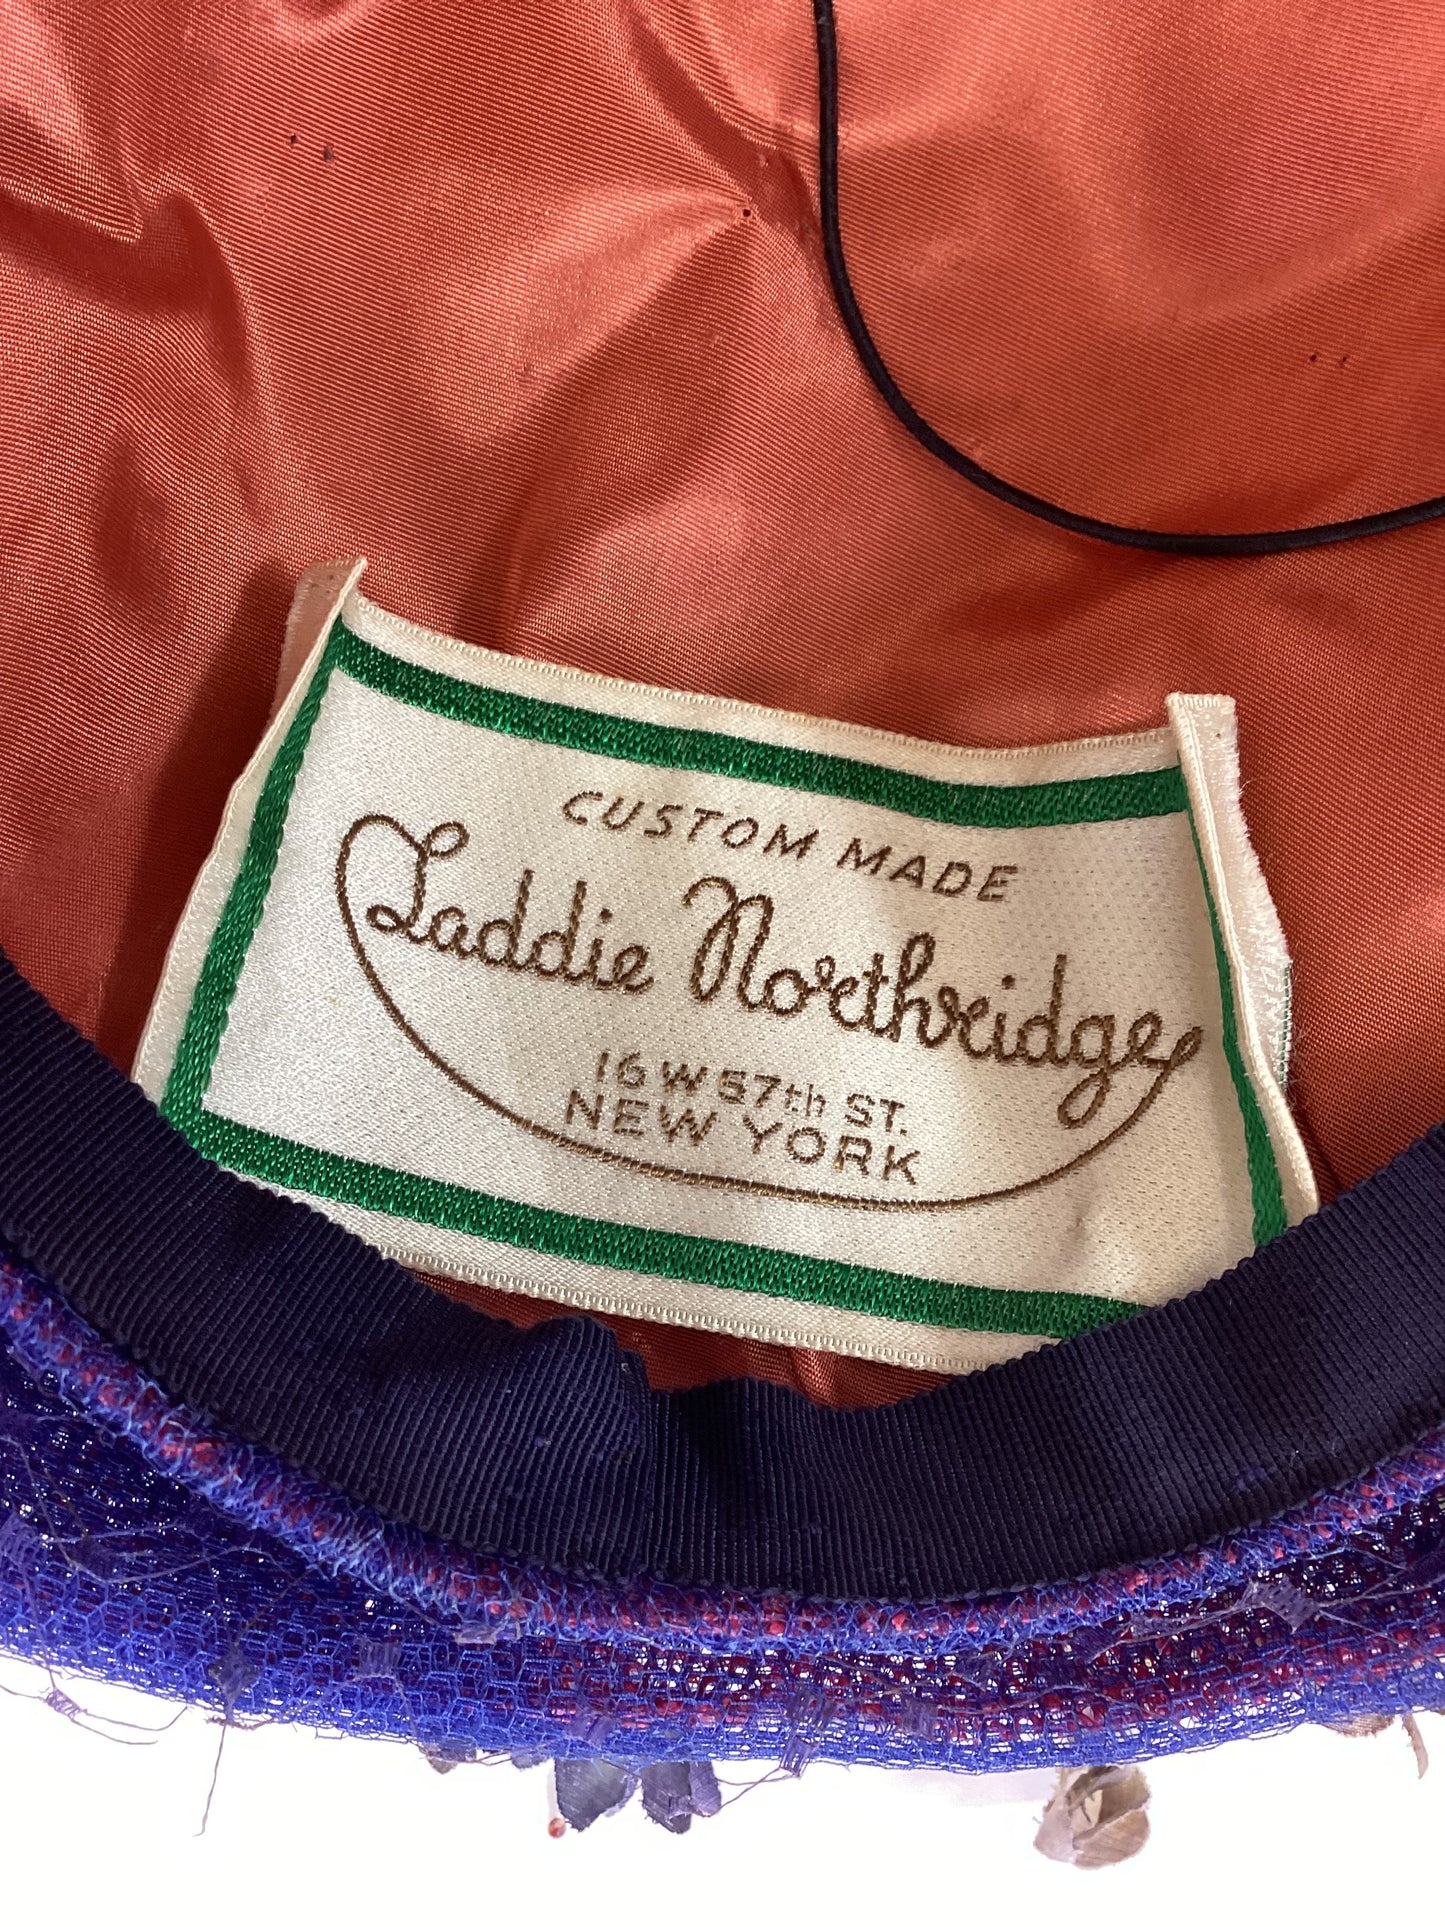 CUSTOM MADE
Laddie Northridge
16 W 57th ST.
NEW YORK